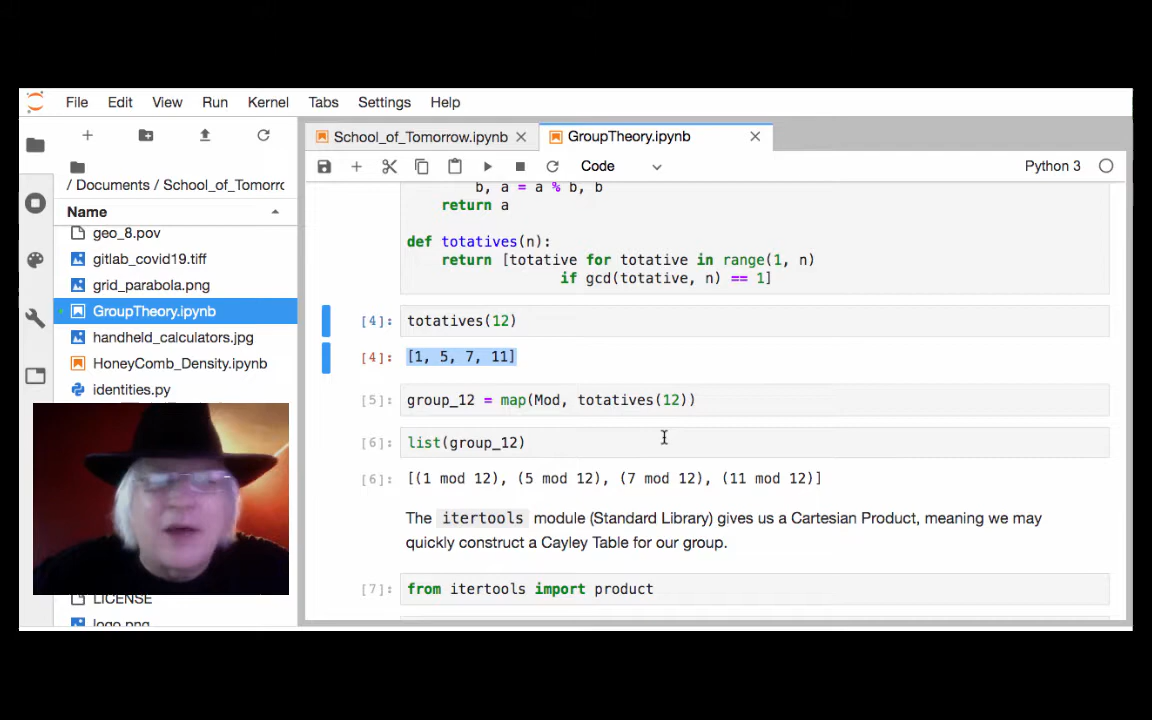 File Edit View Run Kernel Tabs Settings Help
School_of_Tomorrow.ipynb
GroupTheory.ipynb
Code
Python 3
/ Documents / School_of_Tomorrc
Name
geo_8.pov
gitlab_covid19.tiff
grid_parabola.png
GroupTheory.ipynb
handheld_calculators.jpg
HoneyComb_Density.ipynb
identities.py
LICENSE
logo.png
b, a = a % b, b
return a
def totatives(n):
return [totative for totative in range(1, n)
if gcd(totative, n) == 1]
[4]: totatives(12)
[4]: [1, 5, 7, 11]
[5]: group_12 = map(Mod, totatives(12))
[6]: list(group_12)
[6]: [(1 mod 12), (5 mod 12), (7 mod 12), (11 mod 12)]
The itertools module (Standard Library) gives us a Cartesian Product, meaning we may
quickly construct a Cayley Table for our group.
[7]: from itertools import product